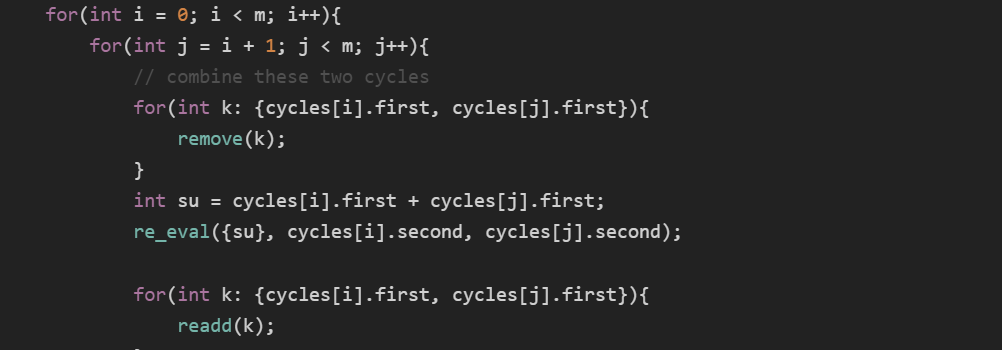 for(int i = 0; i < m; i++){
for(int j = i + 1; j < m; j++){
// combine these two cycles
for(int k: {cycles[i].first, cycles[j].first}){
remove(k);
}
int su = cycles[i].first + cycles[j].first;
re_eval({su}, cycles[i].second, cycles[j].second);
for(int k: {cycles[i].first, cycles[j].first}){
readd(k);